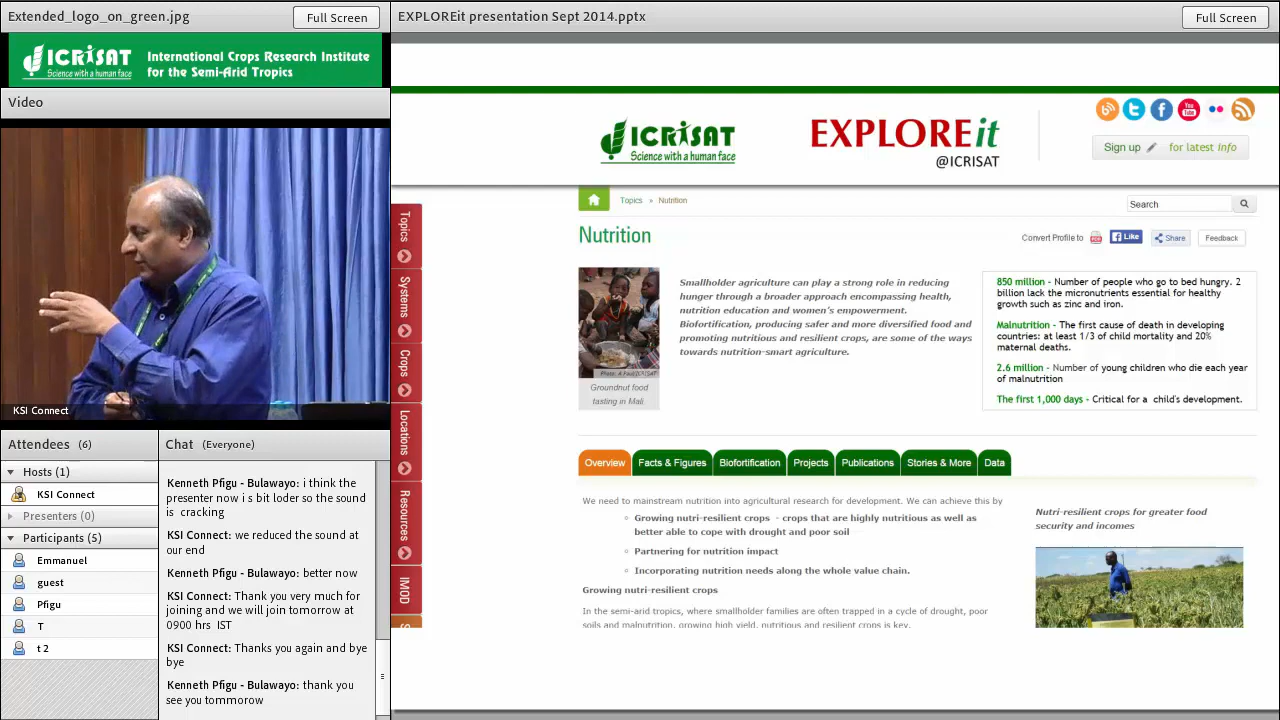 Extended_logo_on_green.jpg
Full Screen
ICRISAT
Science with a human face
International Crops Research Institute
for the Semi-Arid Tropics
Video
KSI Connect
Attendees (6)
Hosts (1)
KSI Connect
Presenters (0)
Participants (5)
Emmanuel
guest
Pfigu
T
t 2
Chat (Everyone)
Kenneth Pfigu - Bulawayo: i think the
presenter now i s bit loder so the sound
is cracking
KSI Connect: we reduced the sound at
our end
Kenneth Pfigu - Bulawayo: better now
KSI Connect: Thank you very much for
joining and we will join tomorrow at
0900 hrs IST
KSI Connect: Thanks you again and bye
bye
Kenneth Pfigu - Bulawayo: thank you
see you tommorow
EXPLOREit presentation Sept 2014.pptx
Full Screen
ICRISAT
Science with a human face
EXPLOREit
@ICRISAT
You
Tube
Sign up for latest info
Topics » Nutrition
Search
Nutrition
Convert Profile to
Like
Share
Feedback
Topics
Systems
Crops
Locations
Resources
IMOD
Photo: A Paul/ICRISAT
Groundnut food
tasting in Mali
Smallholder agriculture can play a strong role in reducing
hunger through a broader approach encompassing health,
nutrition education and women's empowerment.
Biofortification, producing safer and more diversified food and
promoting nutritious and resilient crops, are some of the ways
towards nutrition-smart agriculture.
850 million - Number of people who go to bed hungry. 2
billion lack the micronutrients essential for healthy
growth such as zinc and iron.
Malnutrition - The first cause of death in developing
countries: at least 1/3 of child mortality and 20%
maternal deaths.
2.6 million - Number of young children who die each year
of malnutrition
The first 1,000 days - Critical for a child's development.
Overview
Facts & Figures
Biofortification
Projects
Publications
Stories & More
Data
We need to mainstream nutrition into agricultural research for development. We can achieve this by
Growing nutri-resilient crops - crops that are highly nutritious as well as
better able to cope with drought and poor soil
Partnering for nutrition impact
Incorporating nutrition needs along the whole value chain.
Growing nutri-resilient crops
In the semi-arid tropics, where smallholder families are often trapped in a cycle of drought, poor
soils and malnutrition, growing high yield, nutritious and resilient crops is key.
Nutri-resilient crops for greater food
security and incomes